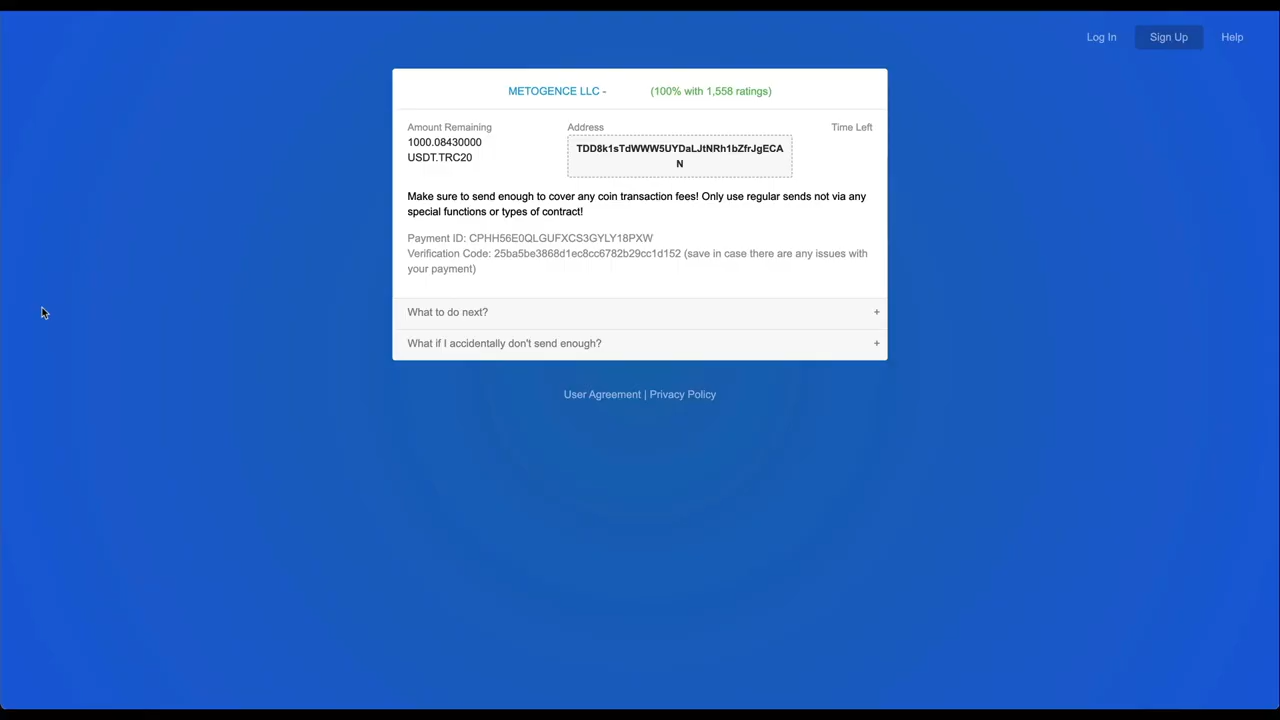 Log In Sign Up Help
METOGENCE LLC - (100% with 1,558 ratings)
Amount Remaining
1000.08430000
USDT.TRC20
Address
TDD8k1sTdWWW5UYDaLJtNRh1bZfrJgECA
N
Time Left
Make sure to send enough to cover any coin transaction fees! Only use regular sends not via any
special functions or types of contract!
Payment ID: CPHH56E0QLGUFXCS3GYLY18PXW
Verification Code: 25ba5be3868d1ec8cc6782b29cc1d152 (save in case there are any issues with
your payment)
What to do next? +
What if I accidentally don't send enough? +
User Agreement | Privacy Policy